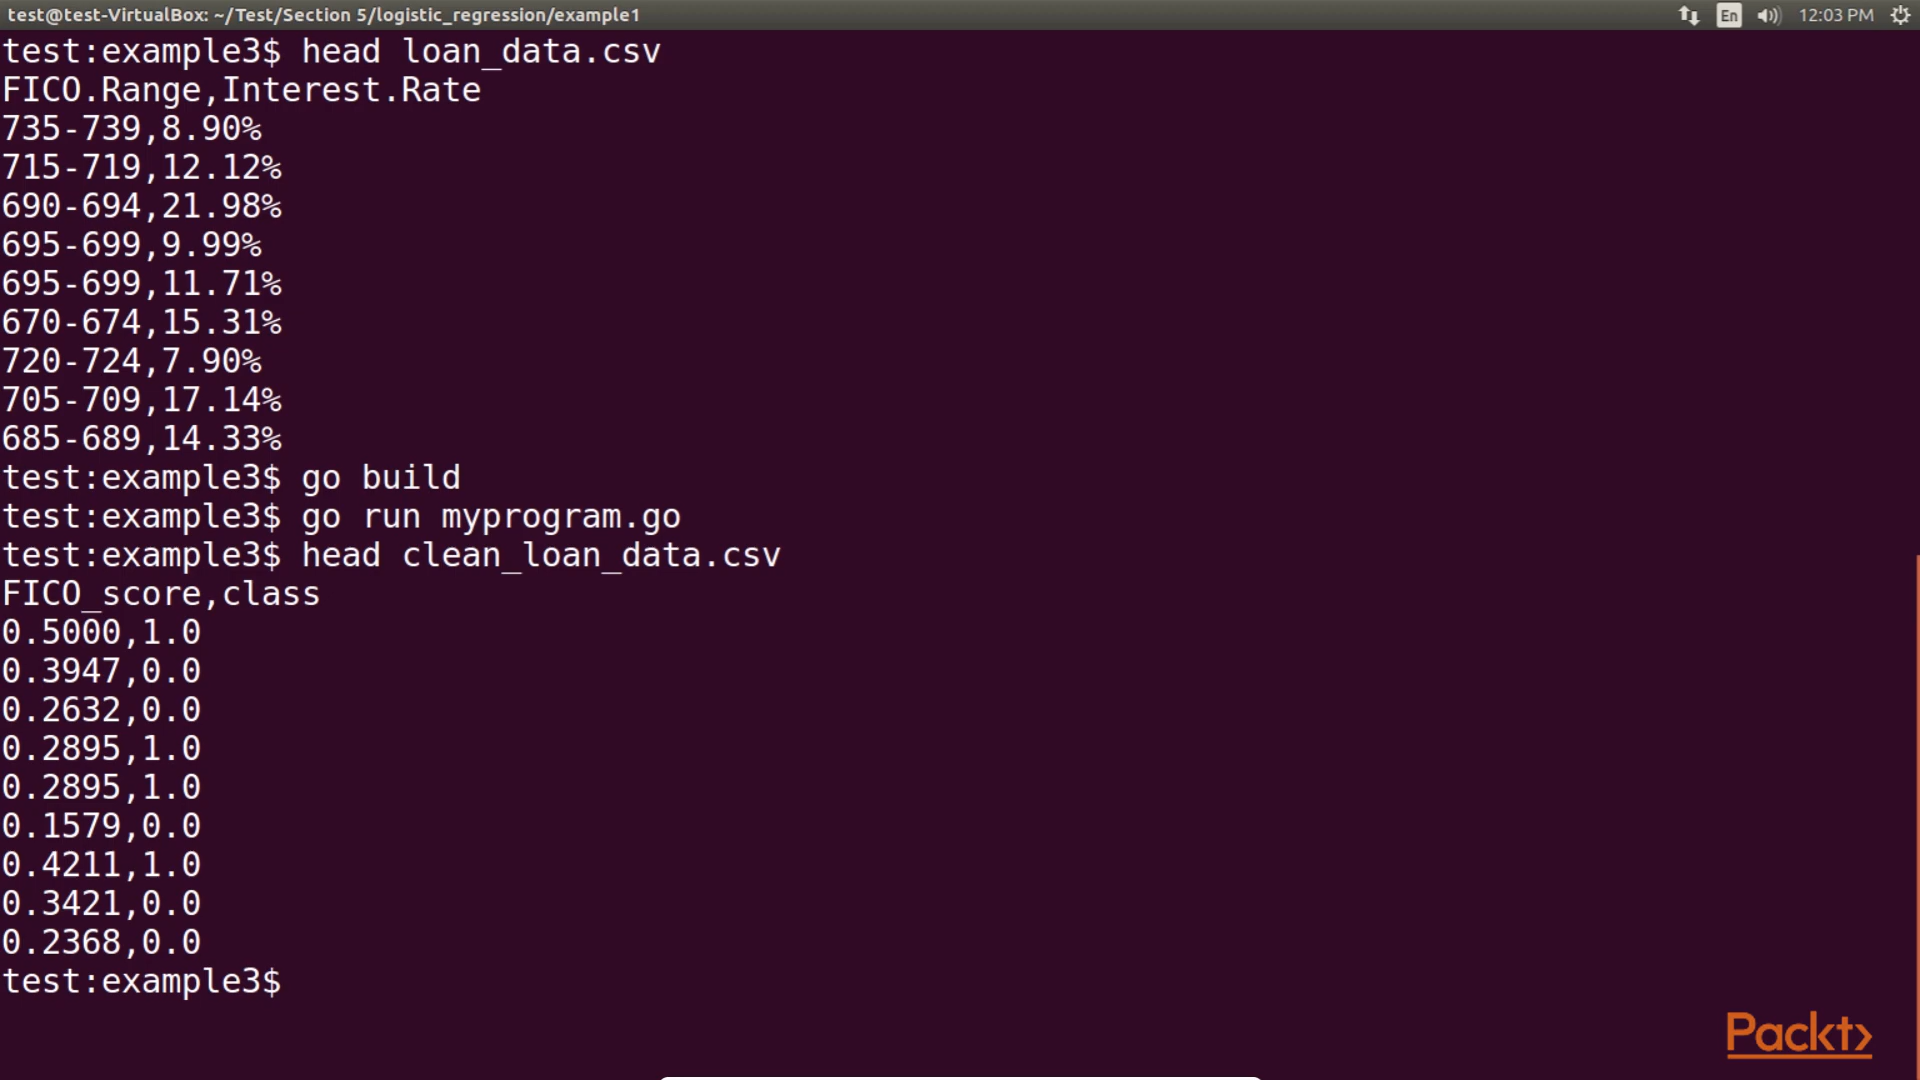 test@test-VirtualBox: ~/Test/Section 5/logistic_regression/example1
En 12:03 PM
test:example3$ head loan_data.csv
FICO.Range,Interest.Rate
735-739,8.90%
715-719,12.12%
690-694,21.98%
695-699,9.99%
695-699,11.71%
670-674,15.31%
720-724,7.90%
705-709,17.14%
685-689,14.33%
test:example3$ go build
test:example3$ go run myprogram.go
test:example3$ head clean_loan_data.csv
FICO_score,class
0.5000,1.0
0.3947,0.0
0.2632,0.0
0.2895,1.0
0.2895,1.0
0.1579,0.0
0.4211,1.0
0.3421,0.0
0.2368,0.0
test:example3$
Packt>